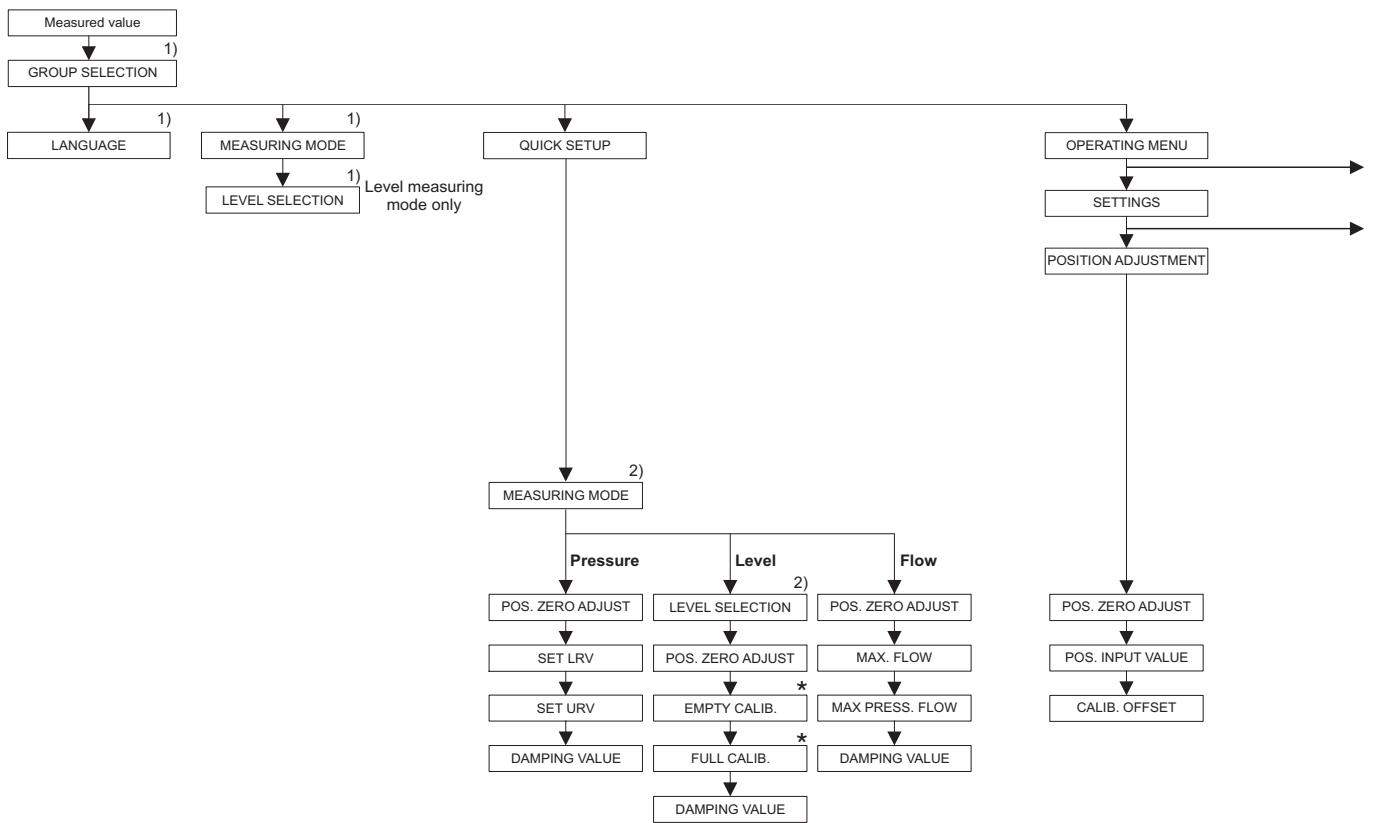 Measured value
1)
GROUP SELECTION
1)
LANGUAGE
1)
MEASURING MODE
QUICK SETUP
OPERATING MENU
1)
LEVEL SELECTION
Level measuring
mode only
SETTINGS
POSITION ADJUSTMENT
2)
MEASURING MODE
Pressure
Level
Flow
2)
POS. ZERO ADJUST
LEVEL SELECTION
POS. ZERO ADJUST
POS. ZERO ADJUST
SET LRV
POS. ZERO ADJUST
MAX. FLOW
POS. INPUT VALUE
*
SET URV
EMPTY CALIB.
MAX PRESS. FLOW
CALIB. OFFSET
*
DAMPING VALUE
FULL CALIB.
DAMPING VALUE
DAMPING VALUE